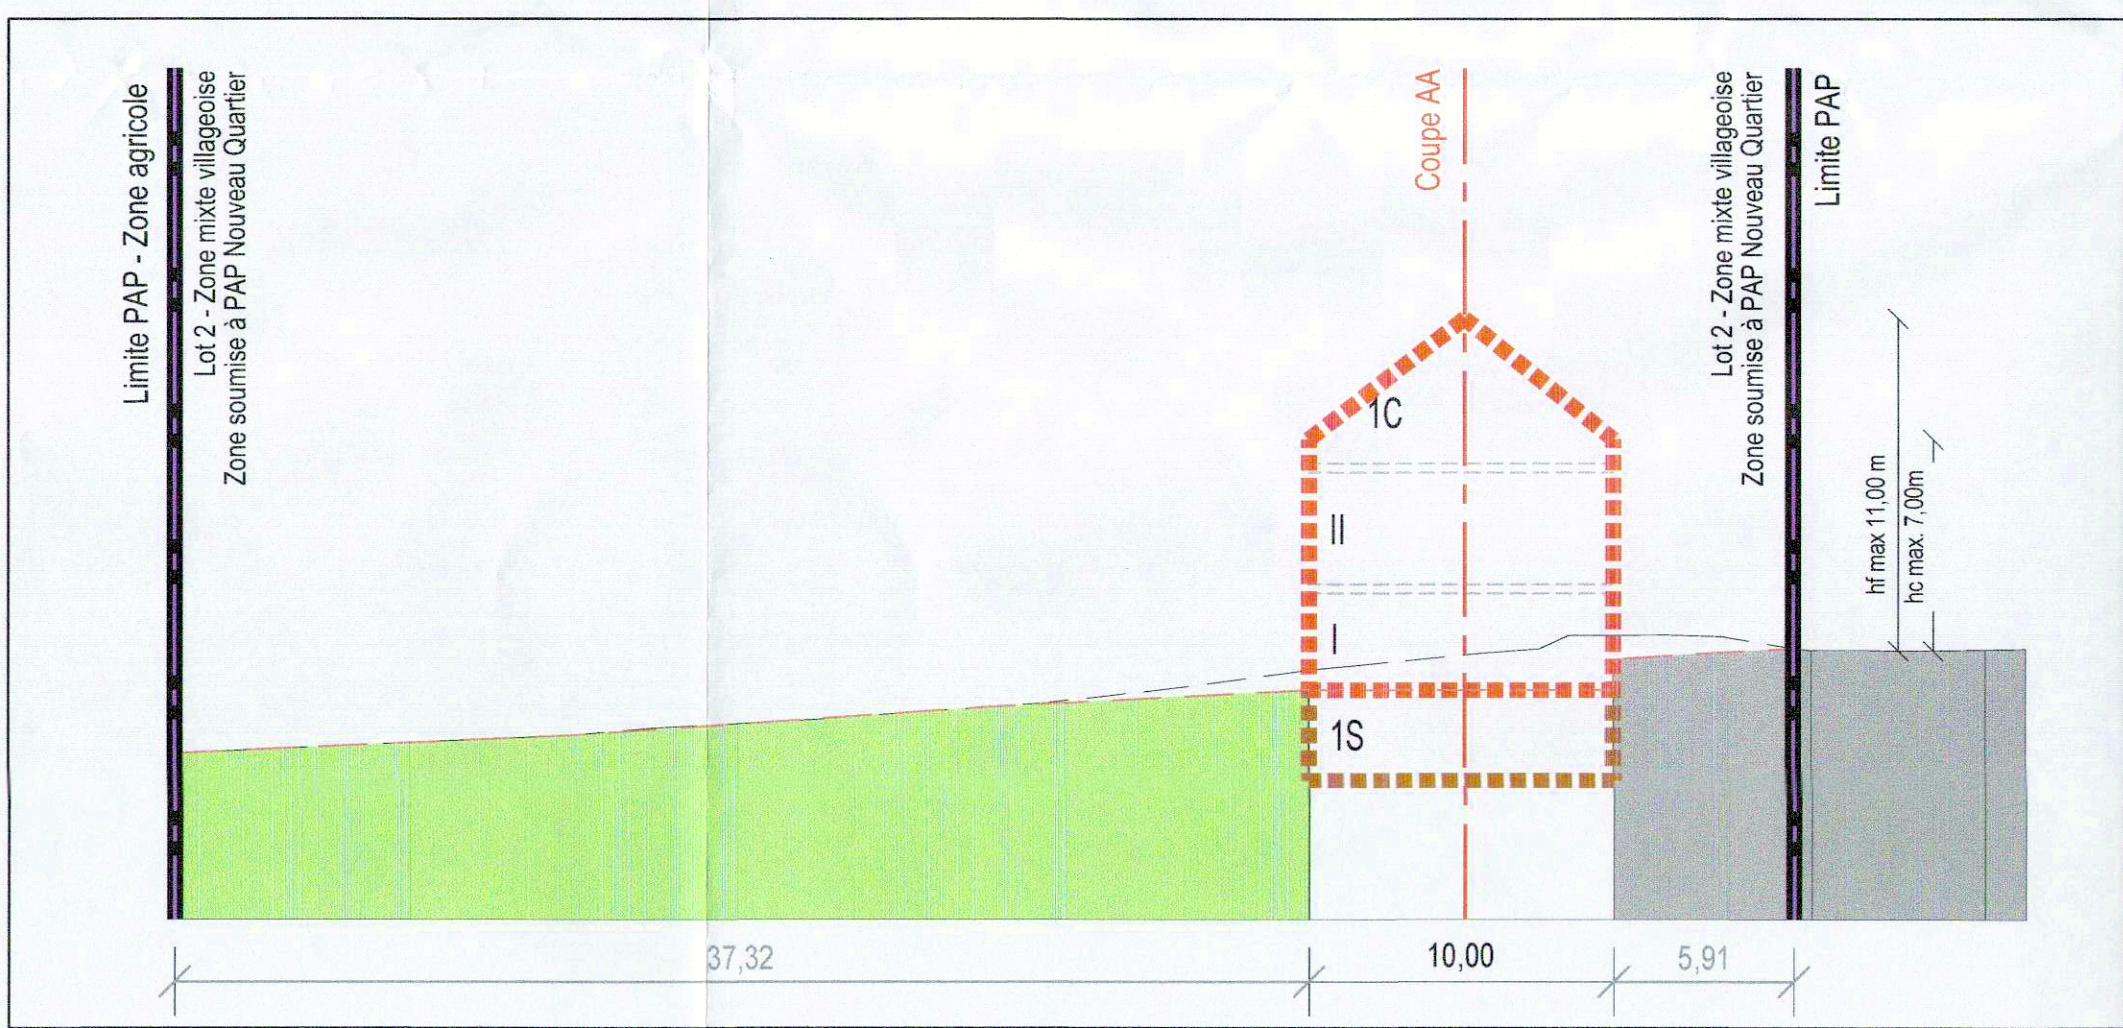 Limite PAP - Zone agricole
Lot 2 - Zone mixte villageoise
Zone soumise à PAP Nouveau Quartier
Coupe AA
Lot 2 - Zone mixte villageoise
Zone soumise à PAP Nouveau Quartier
Limite PAP
1C
II
I
1S
hf max 11,00 m
hc max. 7,00m
37,32
10,00
5,91